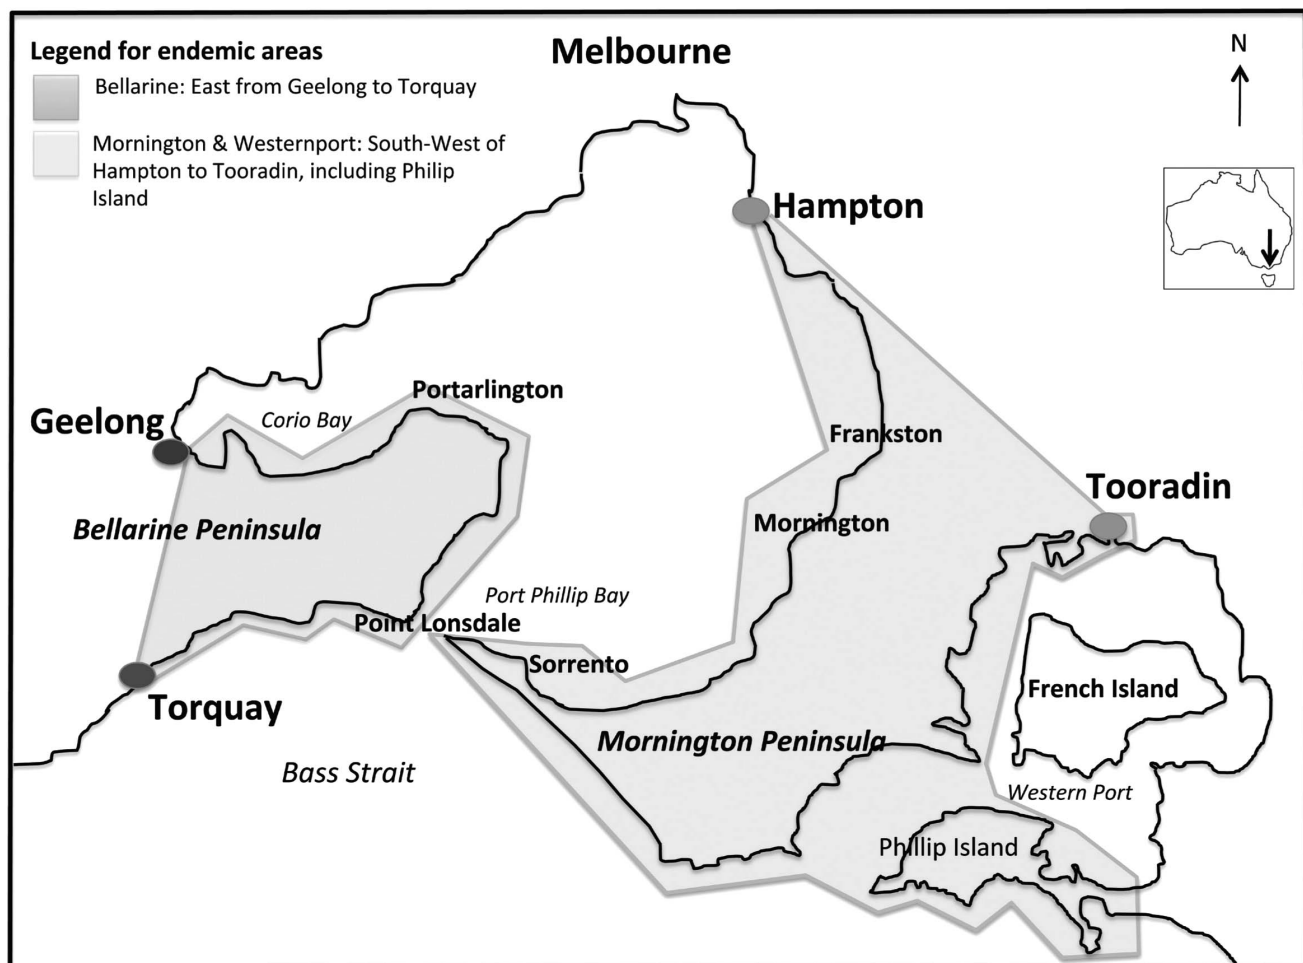 Legend for endemic areas
Bellarine: East from Geelong to Torquay
Mornington & Westernport: South-West of
Hampton to Tooradin, including Philip
Island
Melbourne
N
Hampton
Portarlington
Geelong
Corio Bay
Frankston
Tooradin
Bellarine Peninsula
Mornington
Port Phillip Bay
Point Lonsdale
Sorrento
French Island
Torquay
Mornington Peninsula
Bass Strait
Western Port
Phillip Island